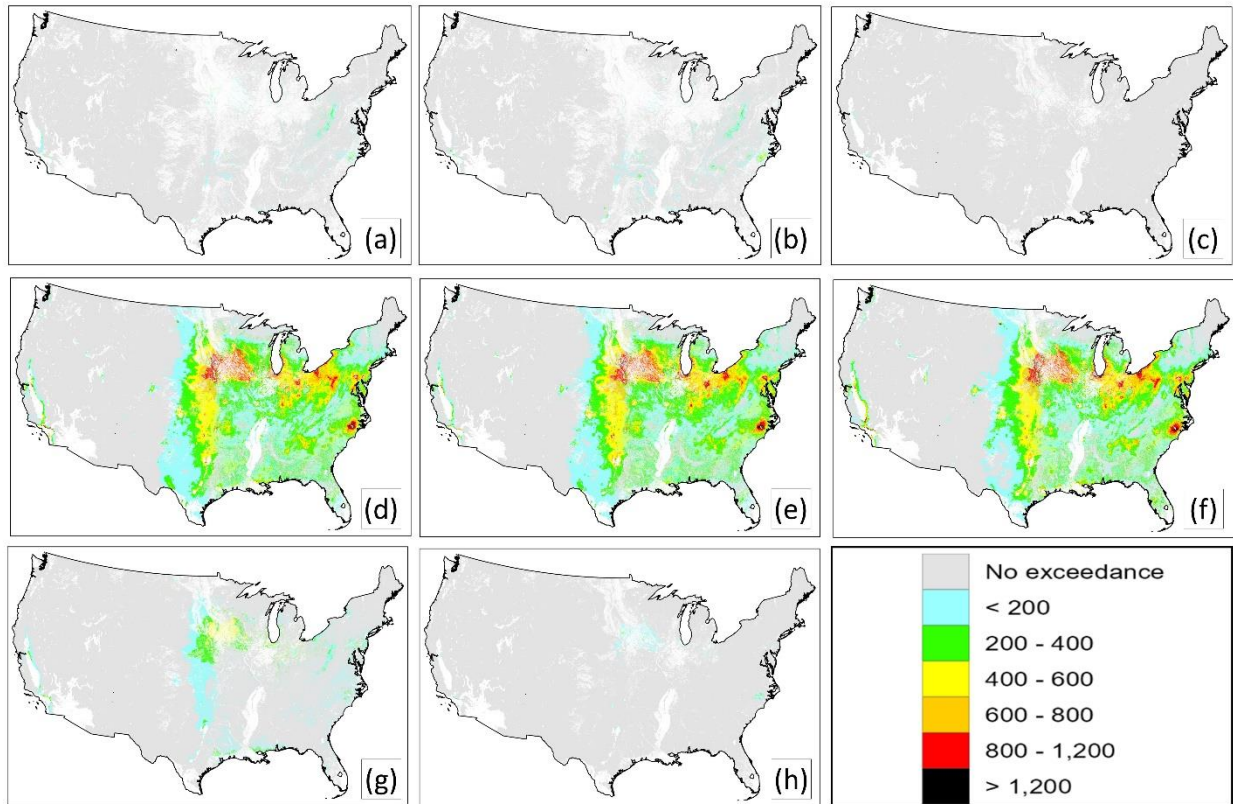 (a)
(b)
(c)
(d)
(e)
(f)
(g)
(h)
No exceedance
< 200
200 - 400
400 - 600
600 - 800
800 - 1,200
> 1,200